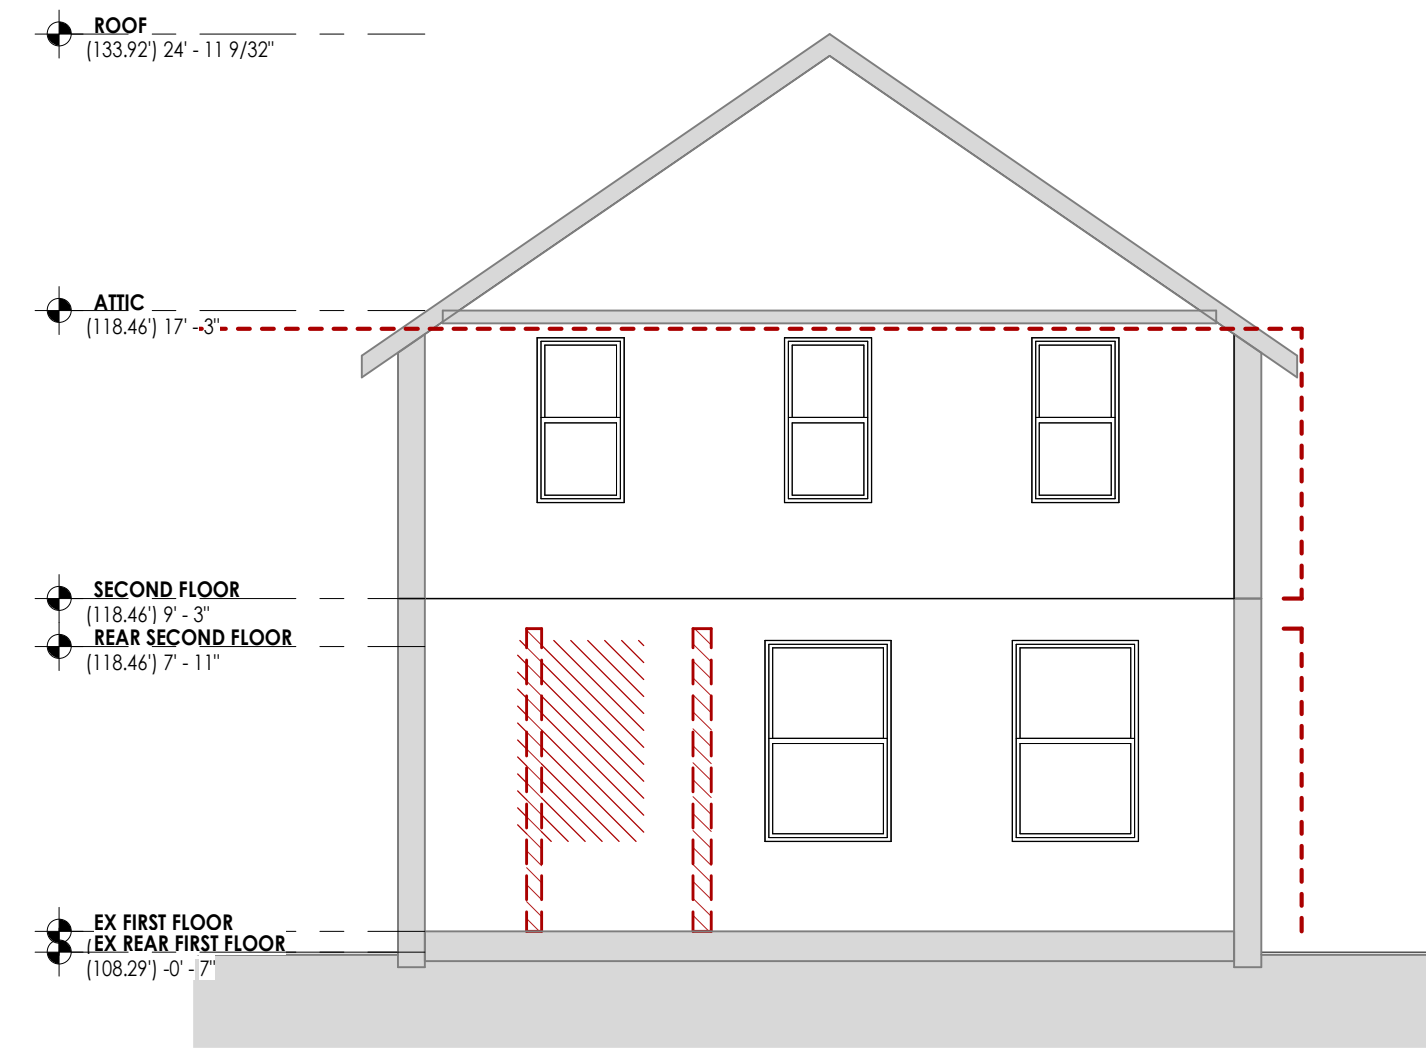 ROOF
(133.92') 24' - 11 9/32"
ATTIC
(118.46') 17' - 3"
SECOND FLOOR
(118.46') 9' - 3"
REAR SECOND FLOOR
(118.46') 7' - 11"
EX FIRST FLOOR
EX REAR FIRST FLOOR
(108.29') -0' - 7"